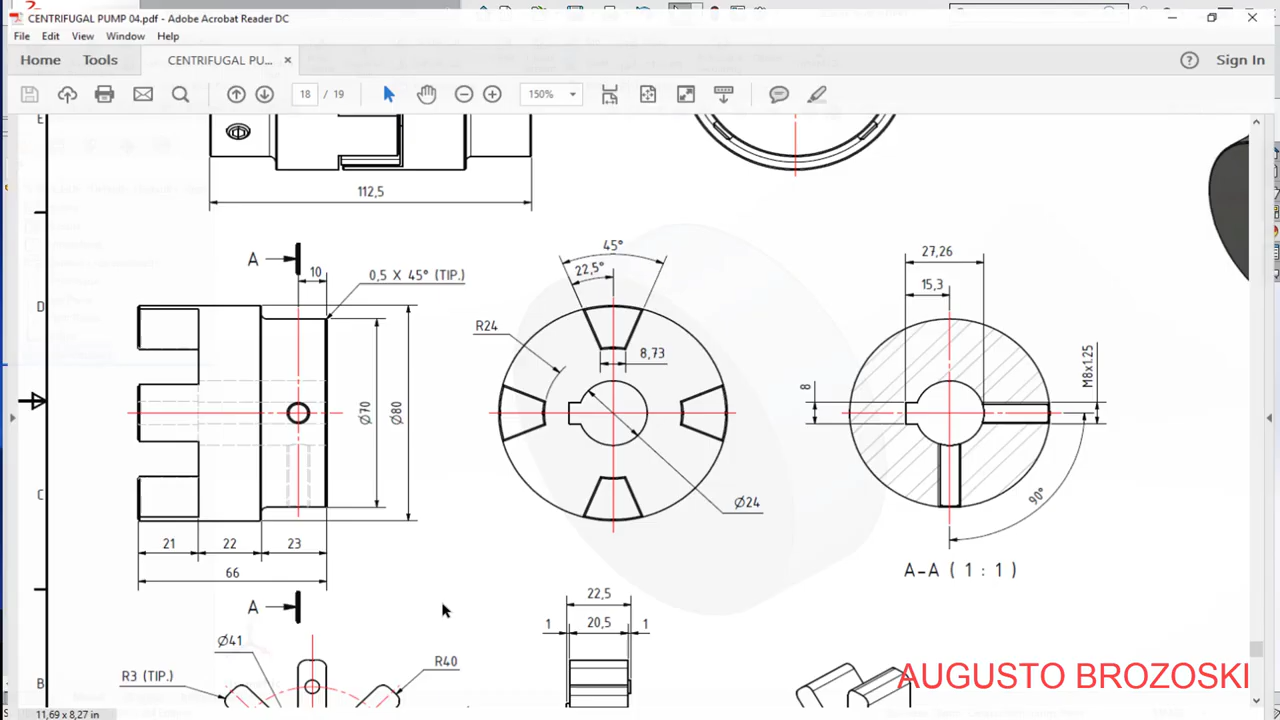 CENTRIFUGAL PUMP 04.pdf - Adobe Acrobat Reader DC
File Edit View Window Help
Home Tools CENTRIFUGAL PU... × ? Sign In
18 / 19 150%
E
112,5
A
10
0,5 X 45° (TIP.)
45°
22,5°
27,26
15,3
D
R24
8,73
M8x1.25
8
Ø70
Ø80
C
Ø24
90°
21 22 23
66
A-A ( 1 : 1 )
A
22,5
1 20,5 1
Ø41
R3 (TIP.)
R40
B
AUGUSTO BROZOSKI
11,69 x 8,27 in